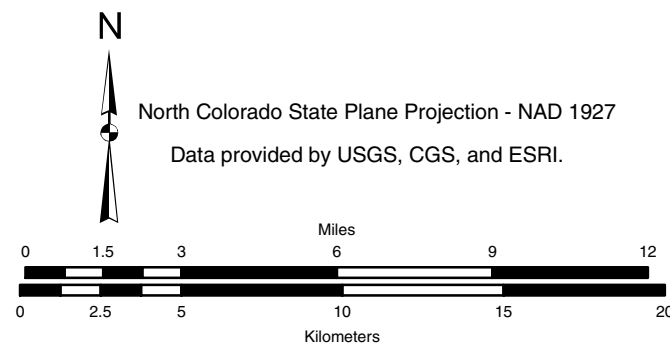 N
North Colorado State Plane Projection - NAD 1927
Data provided by USGS, CGS, and ESRI.
Miles
0 1.5 3 6 9 12
0 2.5 5 10 15 20
Kilometers